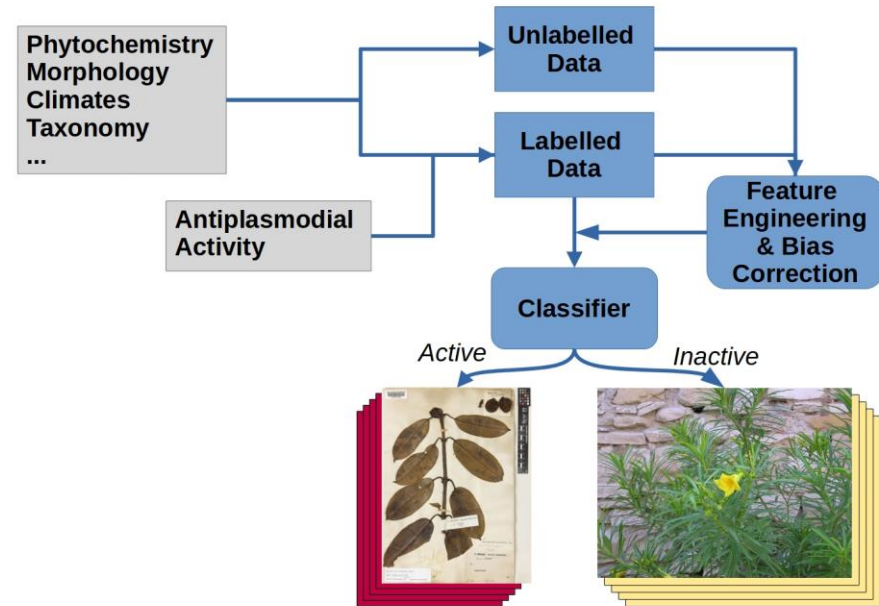 Phytochemistry
Morphology
Climates
Taxonomy
...
Unlabelled
Data
Labelled
Data
Antiplasmodial
Activity
Feature
Engineering
& Bias
Correction
Classifier
Active
Inactive